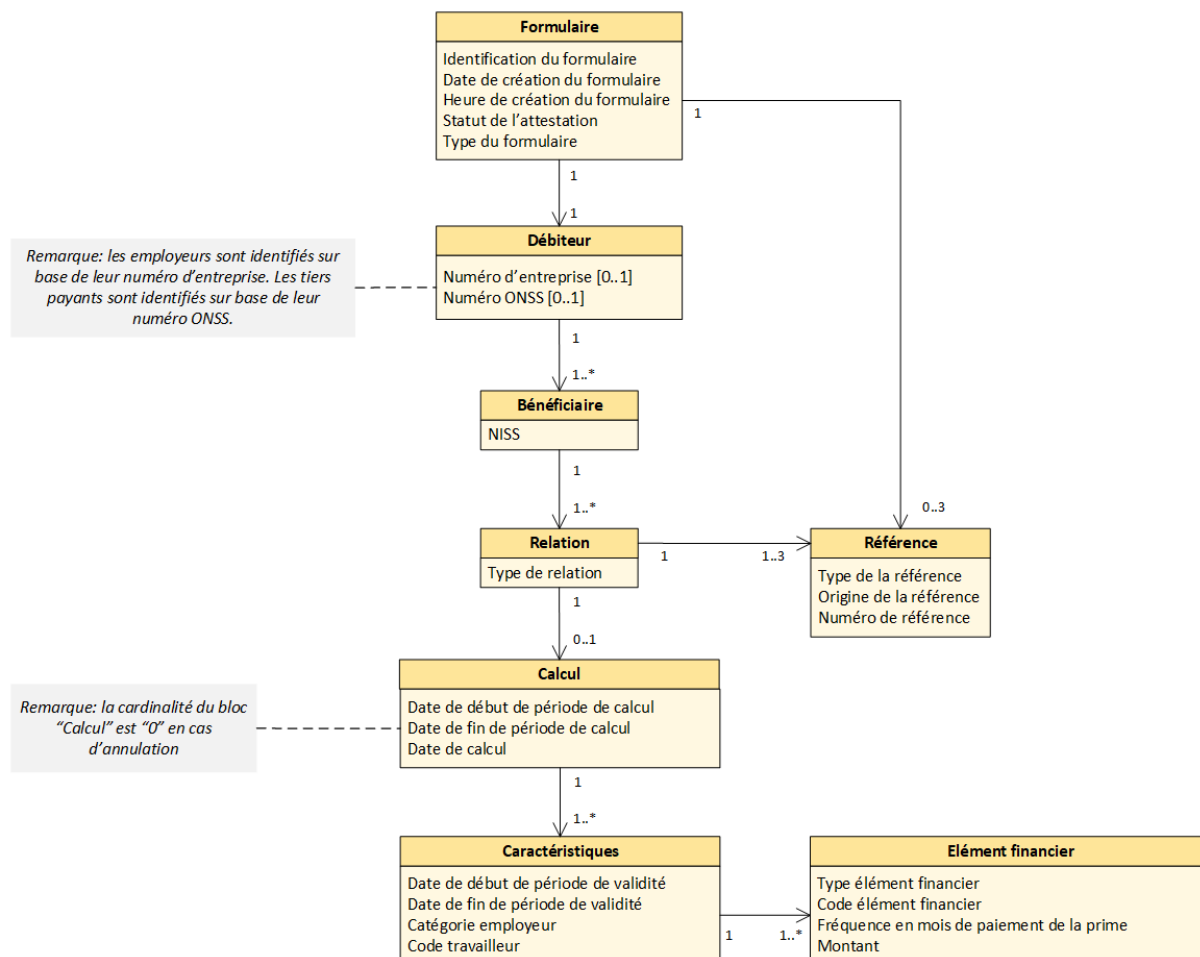 Formulaire
Identification du formulaire
Date de création du formulaire
Heure de création du formulaire
Statut de l’attestation
Type du formulaire
1
1
1
Remarque: les employeurs sont identifiés sur
base de leur numéro d’entreprise. Les tiers
payants sont identifiés sur base de leur
numéro ONSS.
Débiteur
Numéro d’entreprise [0..1]
Numéro ONSS [0..1]
1
1..*
Bénéficiaire
NISS
1
1..*
0..3
Relation
Type de relation
1
1..3
Référence
Type de la référence
Origine de la référence
Numéro de référence
1
0..1
Remarque: la cardinalité du bloc
“Calcul” est “0” en cas
d’annulation
Calcul
Date de début de période de calcul
Date de fin de période de calcul
Date de calcul
1
1..*
Caractéristiques
Date de début de période de validité
Date de fin de période de validité
Catégorie employeur
Code travailleur
1
1..*
Elément financier
Type élément financier
Code élément financier
Fréquence en mois de paiement de la prime
Montant